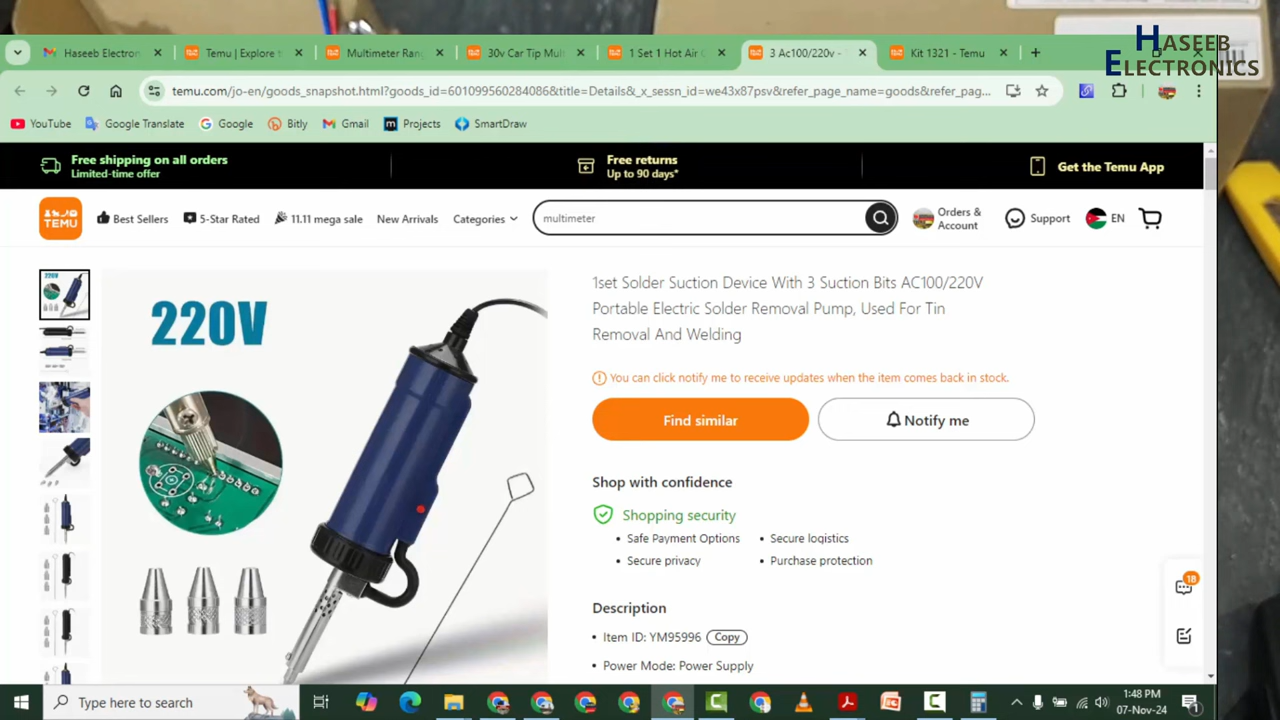 HASEEB
ELECTRONICS
Haseeb Electron
Temu | Explore t
Multimeter Ran
30v Car Tip Mul
1 Set 1 Hot Air
3 Ac100/220v -
Kit 1321 - Temu
temu.com/jo-en/goods_snapshot.html?goods_id=601099560284086&title=Details&_x_sessn_id=we43x87psv&refer_page_name=goods&refer_pag...
YouTube
Google Translate
Google
Bitly
Gmail
Projects
SmartDraw
Free shipping on all orders
Limited-time offer
Free returns
Up to 90 days*
Get the Temu App
TEMU
Best Sellers
5-Star Rated
11.11 mega sale
New Arrivals
Categories
multimeter
Orders &
Account
Support
EN
1set Solder Suction Device With 3 Suction Bits AC100/220V
Portable Electric Solder Removal Pump, Used For Tin
Removal And Welding
220V
220V
You can click notify me to receive updates when the item comes back in stock.
Find similar
Notify me
Shop with confidence
Shopping security
• Safe Payment Options
• Secure logistics
• Secure privacy
• Purchase protection
18
Description
• Item ID: YM95996
Copy
• Power Mode: Power Supply
Type here to search
1:48 PM
07-Nov-24
1